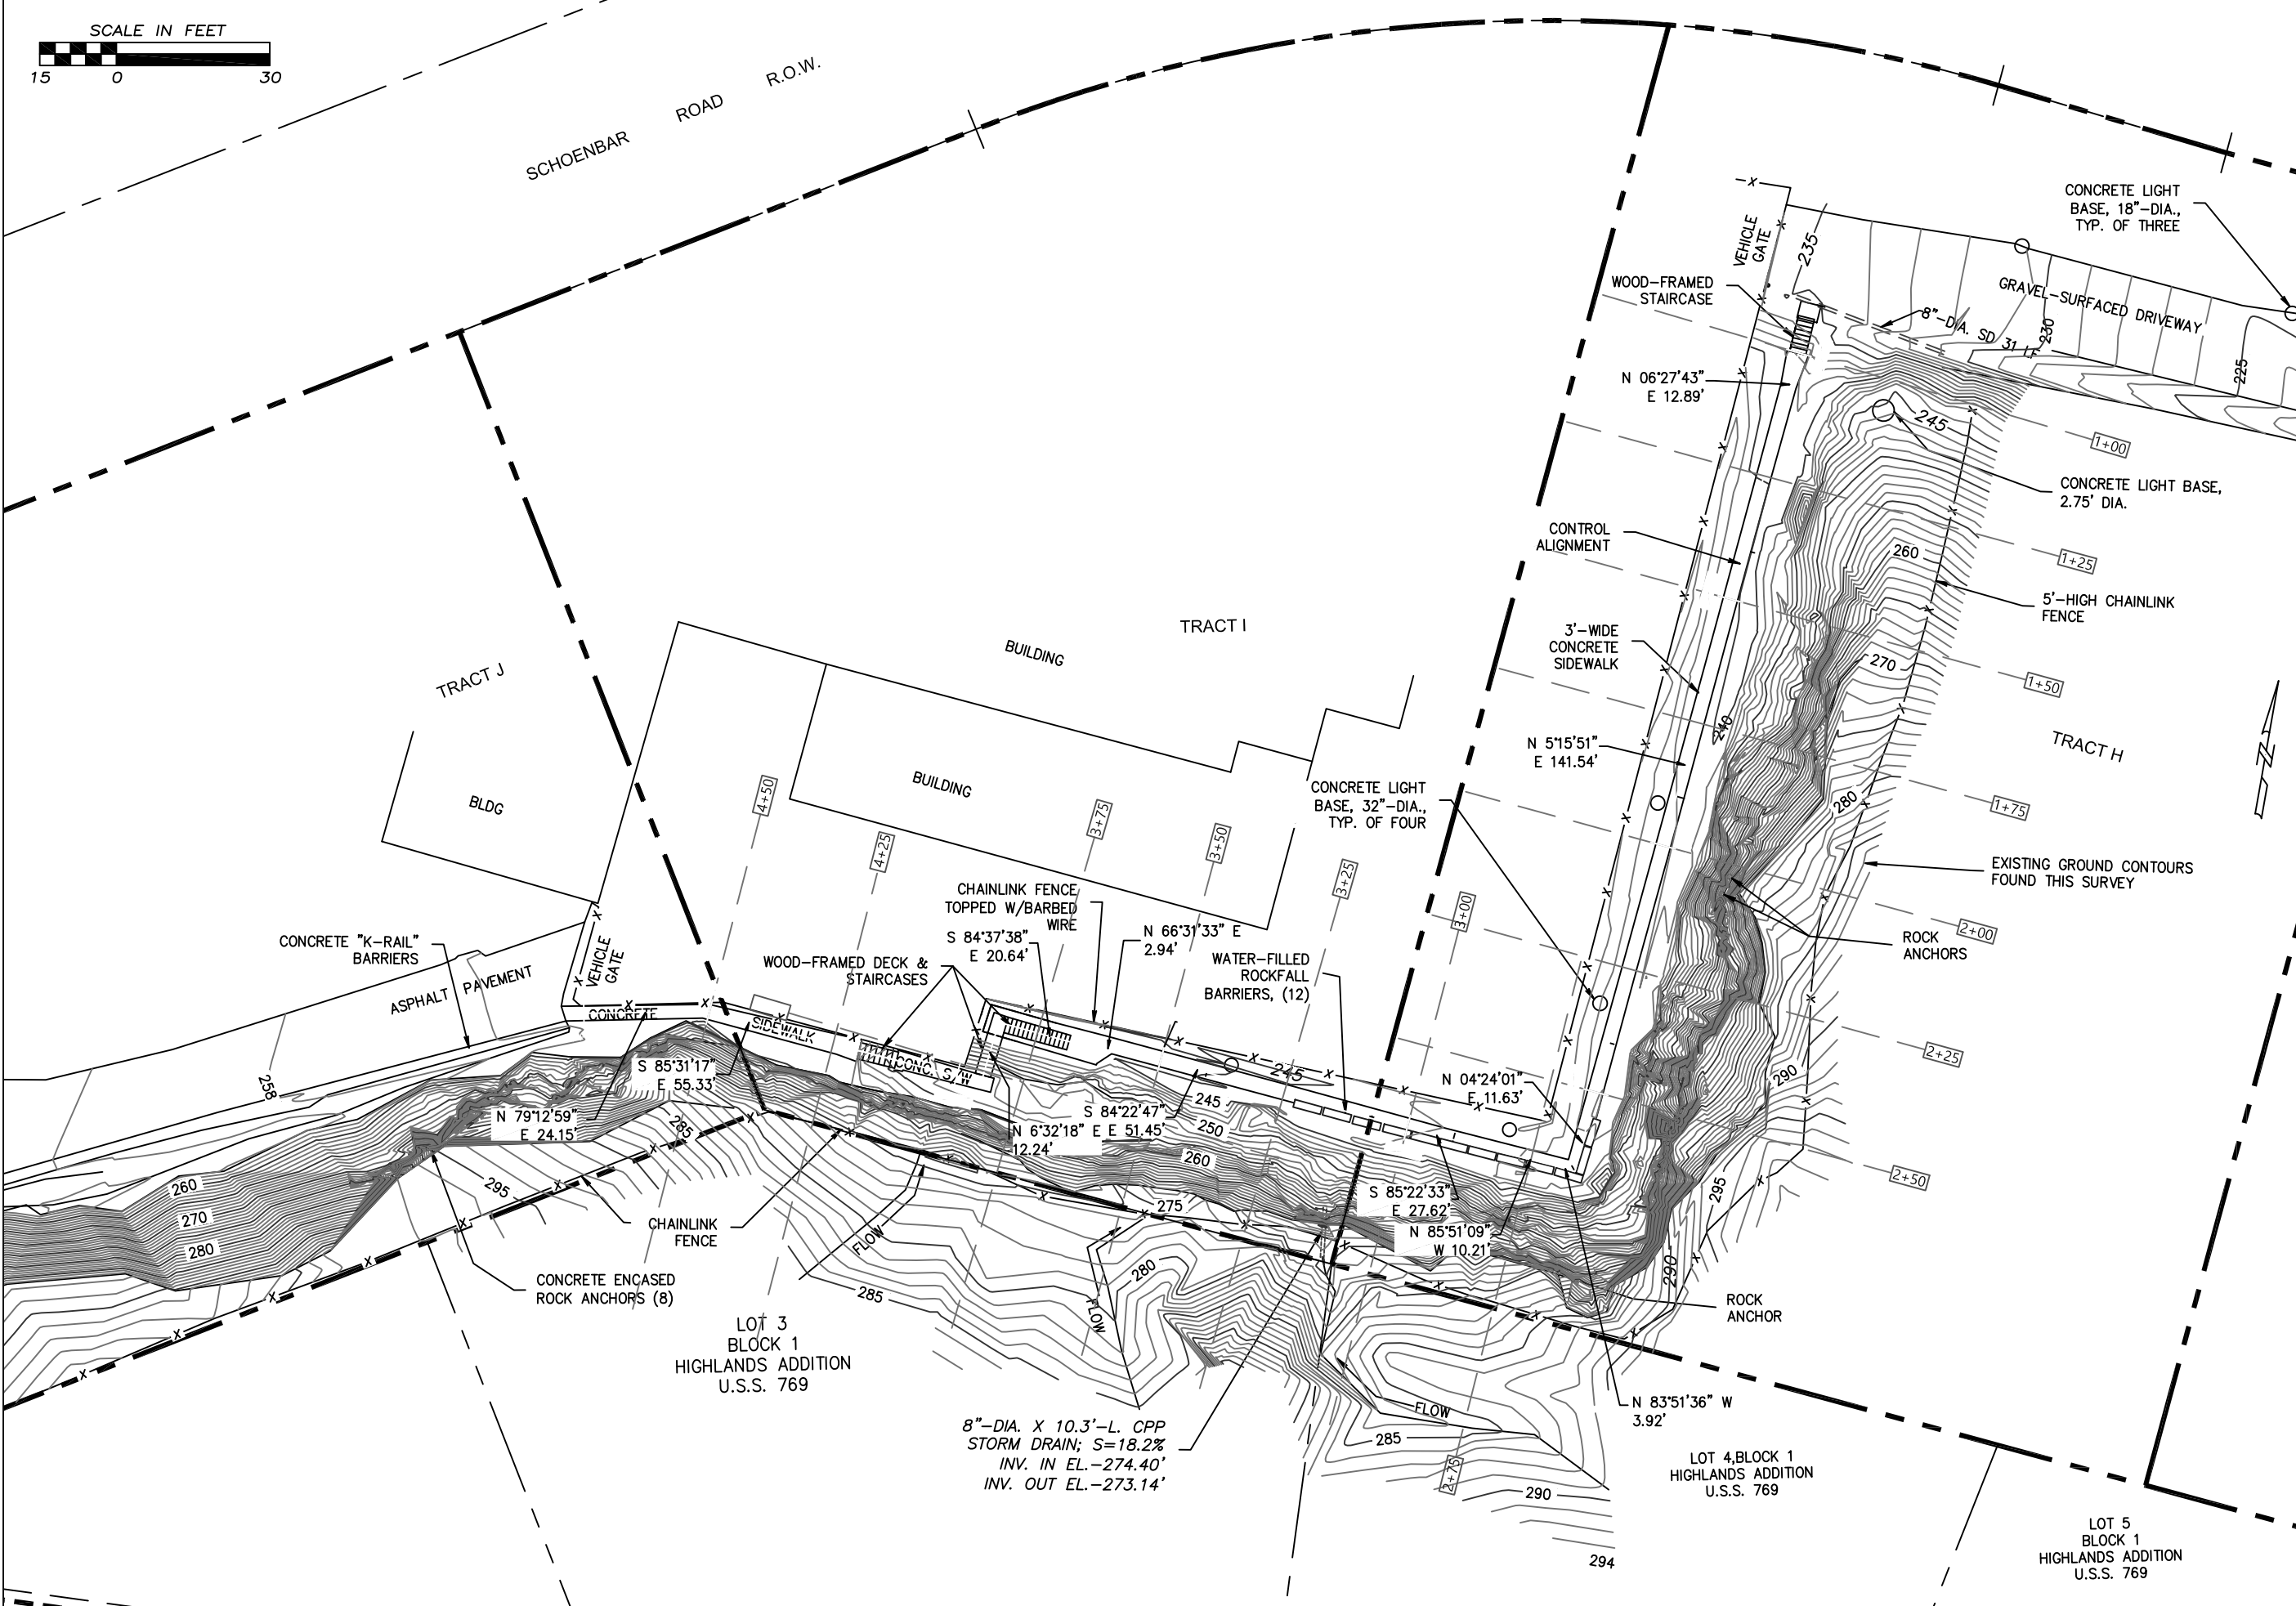 SCALE IN FEET
15 0 30
SCHOENBAR ROAD R.O.W.
CONCRETE LIGHT
BASE, 18"-DIA.,
TYP. OF THREE
VEHICLE
GATE
235
WOOD-FRAMED
STAIRCASE
GRAVEL-SURFACED DRIVEWAY
8"-DIA. SD 31 LF
230
225
N 06°27'43"
E 12.89'
245
1+00
CONCRETE LIGHT BASE,
2.75' DIA.
CONTROL
ALIGNMENT
260
1+25
5'-HIGH CHAINLINK
FENCE
3'-WIDE
CONCRETE
SIDEWALK
270
1+50
TRACT H
240
N 5°15'51"
E 141.54'
280
1+75
TRACT I
BUILDING
TRACT J
BLDG
BUILDING
4+50
4+25
3+75
3+50
3+25
3+00
CONCRETE LIGHT
BASE, 32"-DIA.,
TYP. OF FOUR
EXISTING GROUND CONTOURS
FOUND THIS SURVEY
2+00
ROCK
ANCHORS
CHAINLINK FENCE
TOPPED W/BARBED
WIRE
S 84°37'38"
E 20.64'
N 66°31'33" E
2.94'
WOOD-FRAMED DECK &
STAIRCASES
WATER-FILLED
ROCKFALL
BARRIERS, (12)
CONCRETE "K-RAIL"
BARRIERS
ASPHALT PAVEMENT
VEHICLE
GATE
CONCRETE
SIDEWALK
CONC. S/W
258
245
2+25
290
S 85°31'17"
E 55.33'
N 79°12'59"
E 24.15'
285
N 04°24'01"
E 11.63'
245
S 84°22'47"
E 51.45'
250
N 6°32'18" E
12.24'
260
2+50
260
270
280
295
275
S 85°22'33"
E 27.62'
N 85°51'09"
W 10.21'
295
290
CHAINLINK
FENCE
FLOW
280
285
FLOW
CONCRETE ENCASED
ROCK ANCHORS (8)
ROCK
ANCHOR
LOT 3
BLOCK 1
HIGHLANDS ADDITION
U.S.S. 769
N 83°51'36" W
3.92'
FLOW
285
8"-DIA. X 10.3'-L. CPP
STORM DRAIN; S=18.2%
INV. IN EL.-274.40'
INV. OUT EL.-273.14'
2+75
290
294
LOT 4,BLOCK 1
HIGHLANDS ADDITION
U.S.S. 769
LOT 5
BLOCK 1
HIGHLANDS ADDITION
U.S.S. 769
N